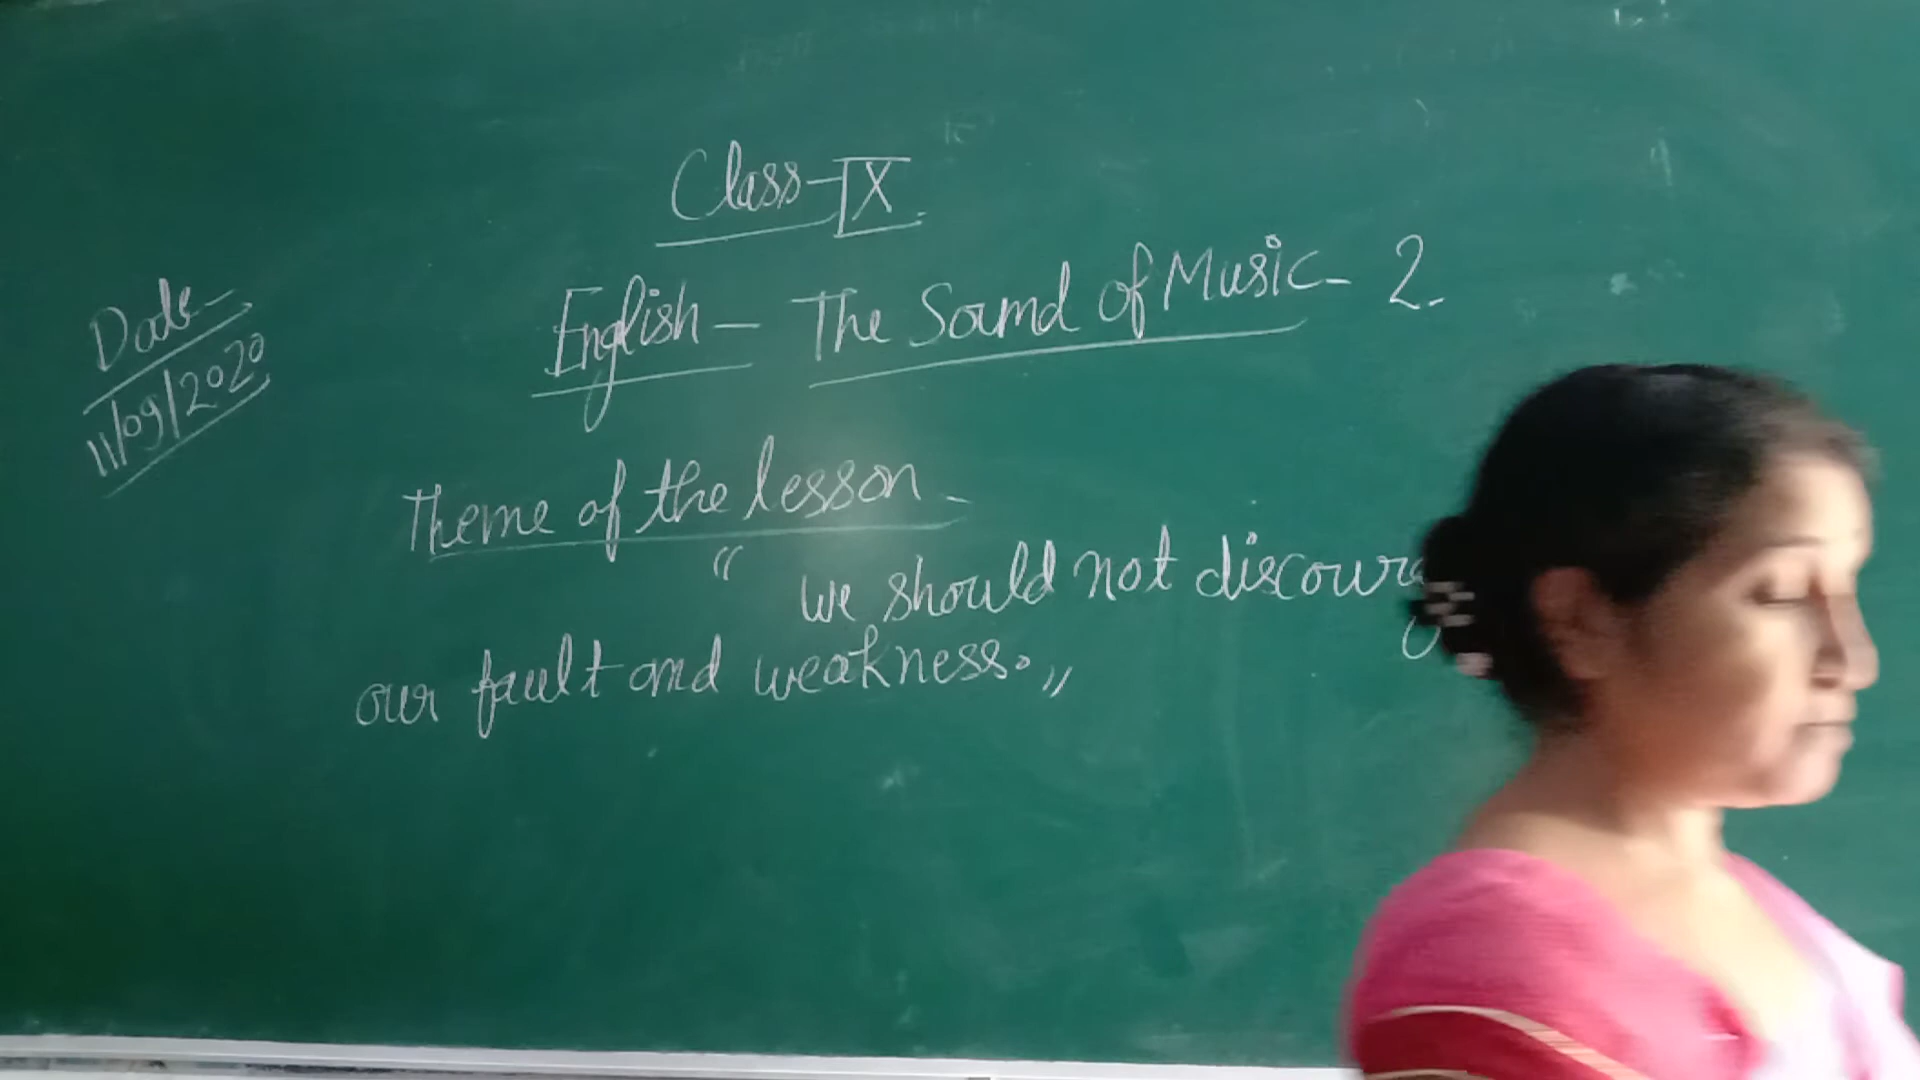 Class-IX.
Date-
11/09/2020
English - The Sound of Music - 2.
Theme of the lesson -
" we should not
our fault and weakness. "